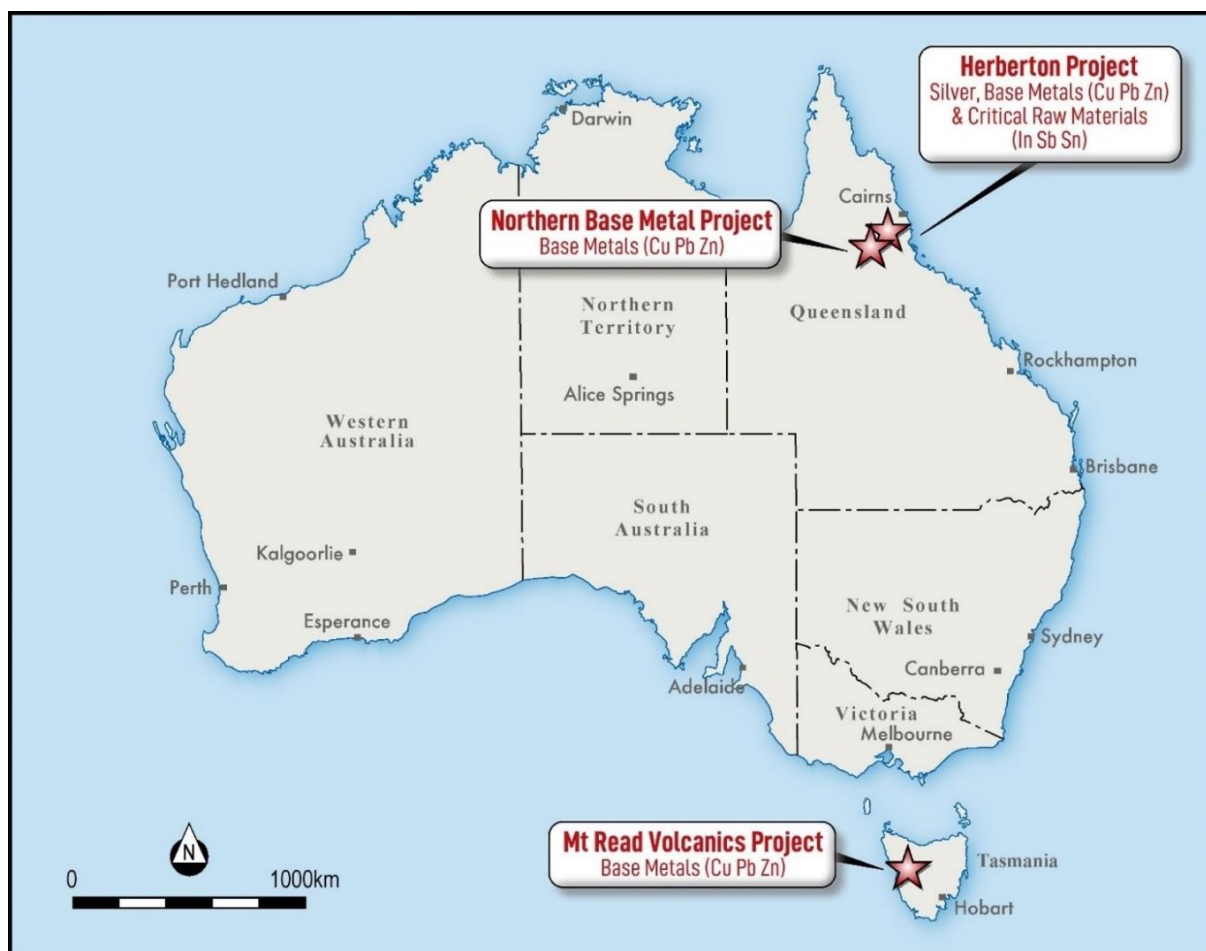 Herberton Project
Silver, Base Metals (Cu Pb Zn)
& Critical Raw Materials
(In Sb Sn)
Darwin
Cairns
Northern Base Metal Project
Base Metals (Cu Pb Zn)
Port Hedland
Northern
Territory
Queensland
Alice Springs
Rockhampton
Western
Australia
Brisbane
South
Australia
Kalgoorlie
Perth
Esperance
New South
Wales
Sydney
Canberra
Adelaide
Victoria
Melbourne
Mt Read Volcanics Project
Base Metals (Cu Pb Zn)
Tasmania
Hobart
N
0 1000km